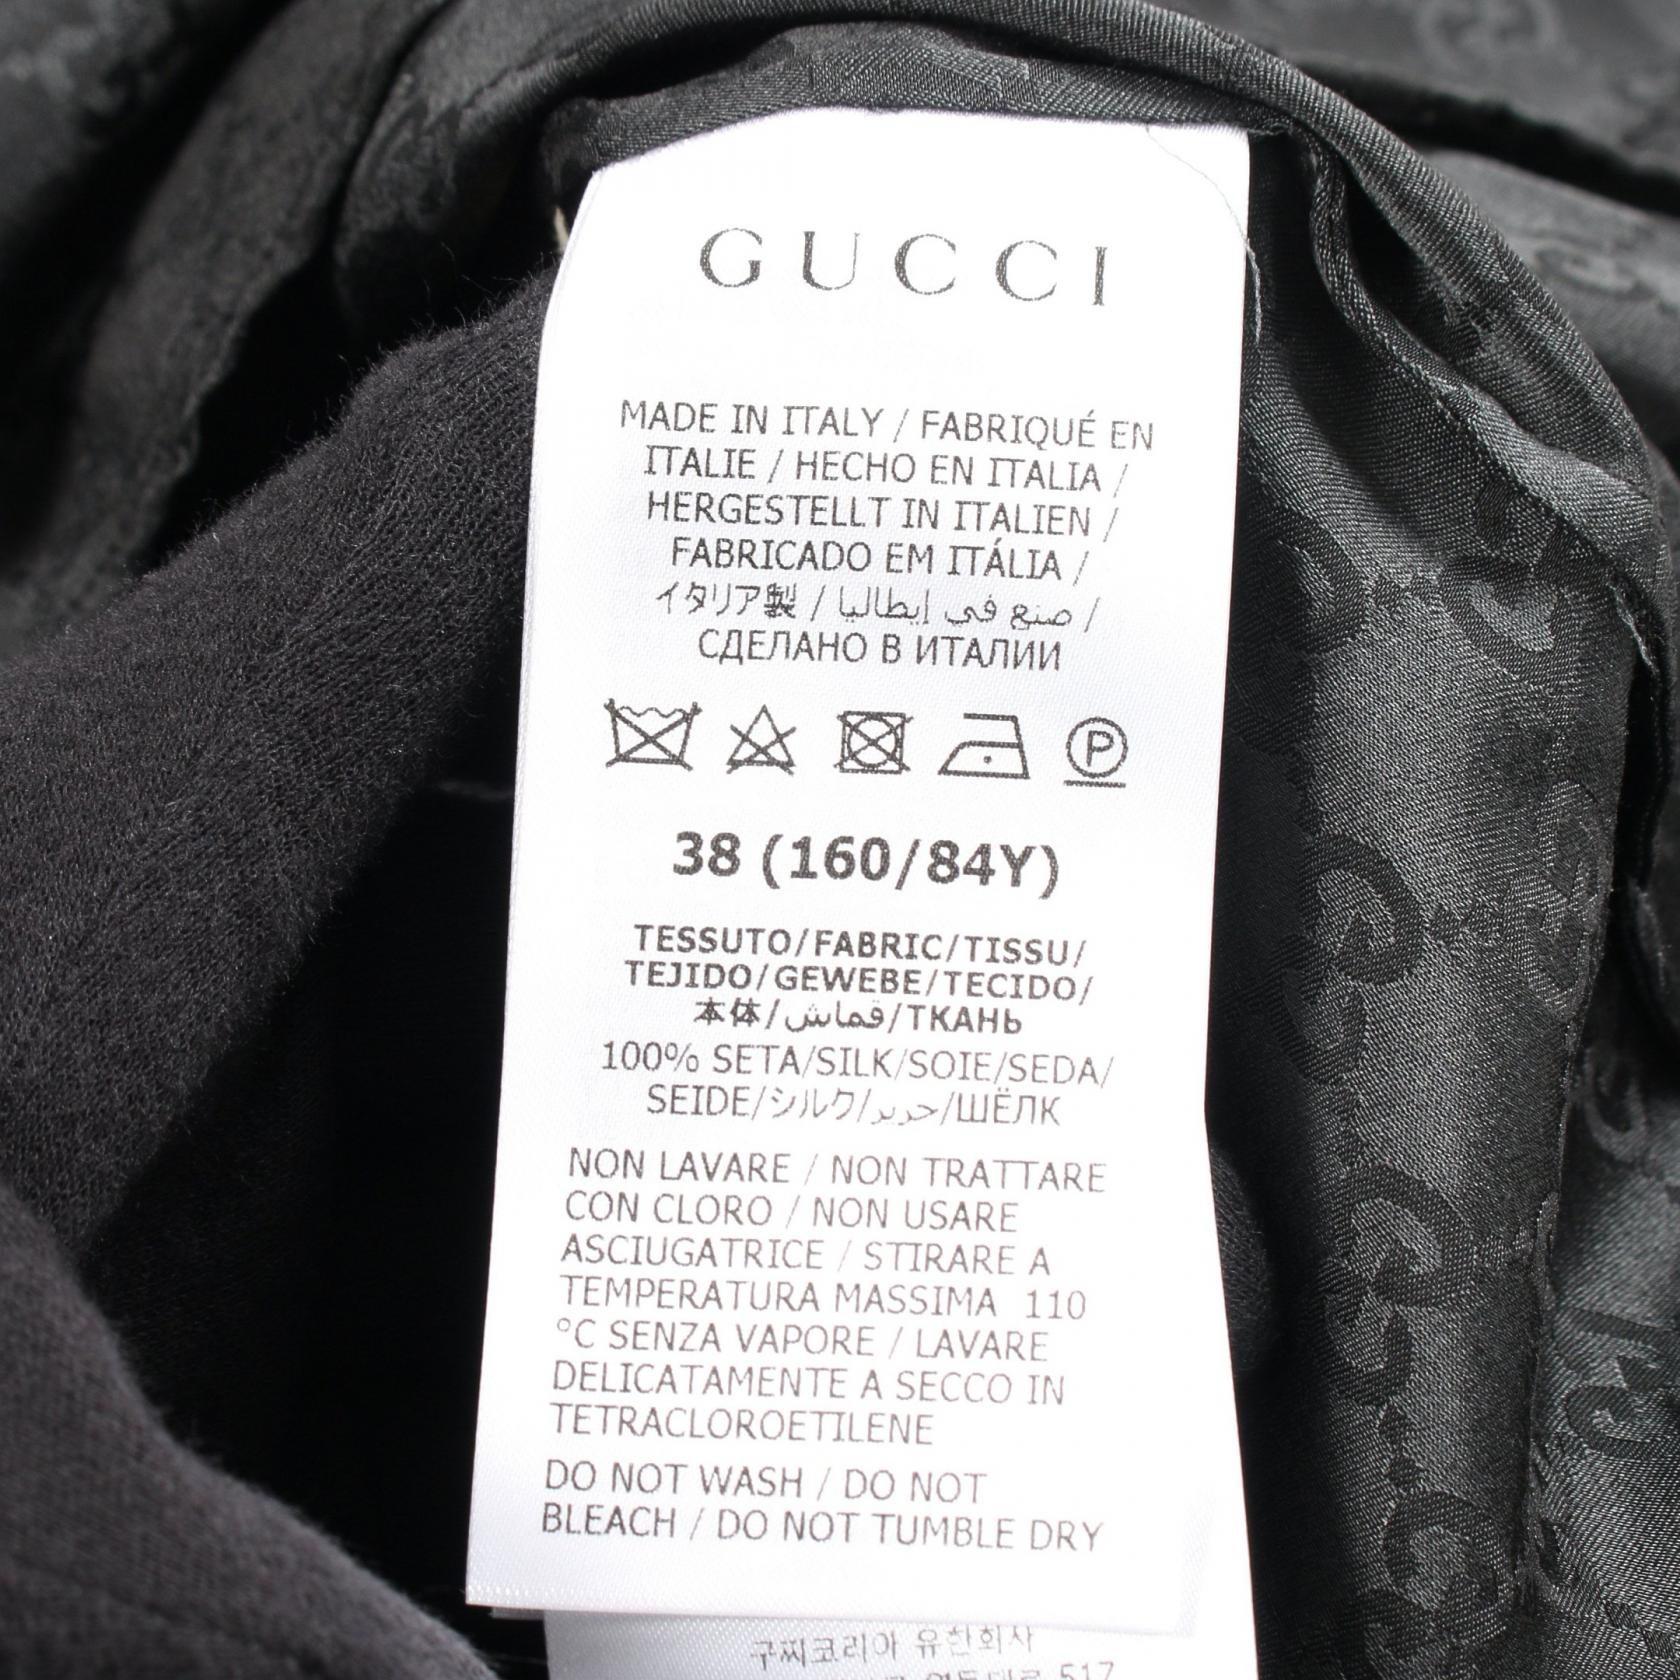 GUCCI
MADE IN ITALY / FABRIQUÉ EN
ITALIE / HECHO EN ITALIA /
HERGESTELLT IN ITALIEN /
FABRICADO EM ITÁLIA /
イタリア製 / صنع في إيطاليا /
СДЕЛАНО В ИТАЛИИ
P
38 (160/84Y)
TESSUTO/FABRIC/TISSU/
TEJIDO/GEWEBE/TECIDO/
本体/قماش/ТКАНЬ
100% SETA/SILK/SOIE/SEDA/
SEIDE/シルク/حرير/ШЁЛК
NON LAVARE / NON TRATTARE
CON CLORO / NON USARE
ASCIUGATRICE / STIRARE A
TEMPERATURA MASSIMA 110
°C SENZA VAPORE / LAVARE
DELICATAMENTE A SECCO IN
TETRACLOROETILENE
DO NOT WASH / DO NOT
BLEACH / DO NOT TUMBLE DRY
구찌코리아 유한회사
517